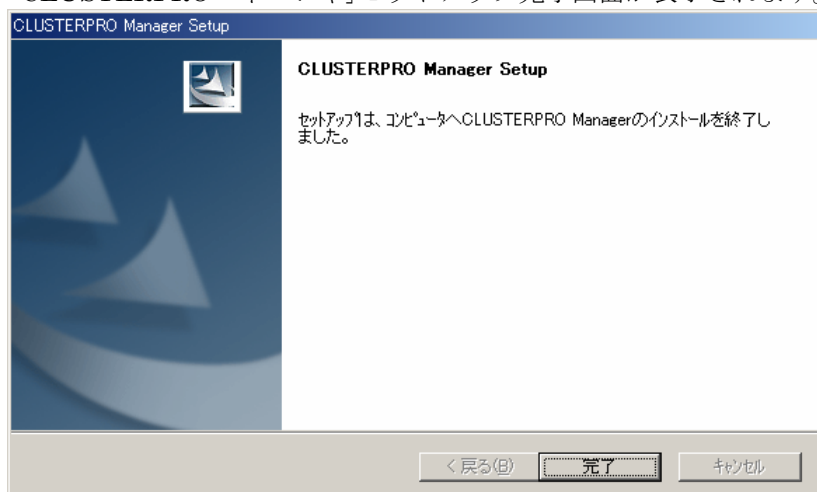 CLUSTERPRO
CLUSTERPRO Manager Setup
CLUSTERPRO Manager Setup
セットアップは、コンピュータへCLUSTERPRO Managerのインストールを終了し
ました。
< 戻る(B)
完了
キャンセル